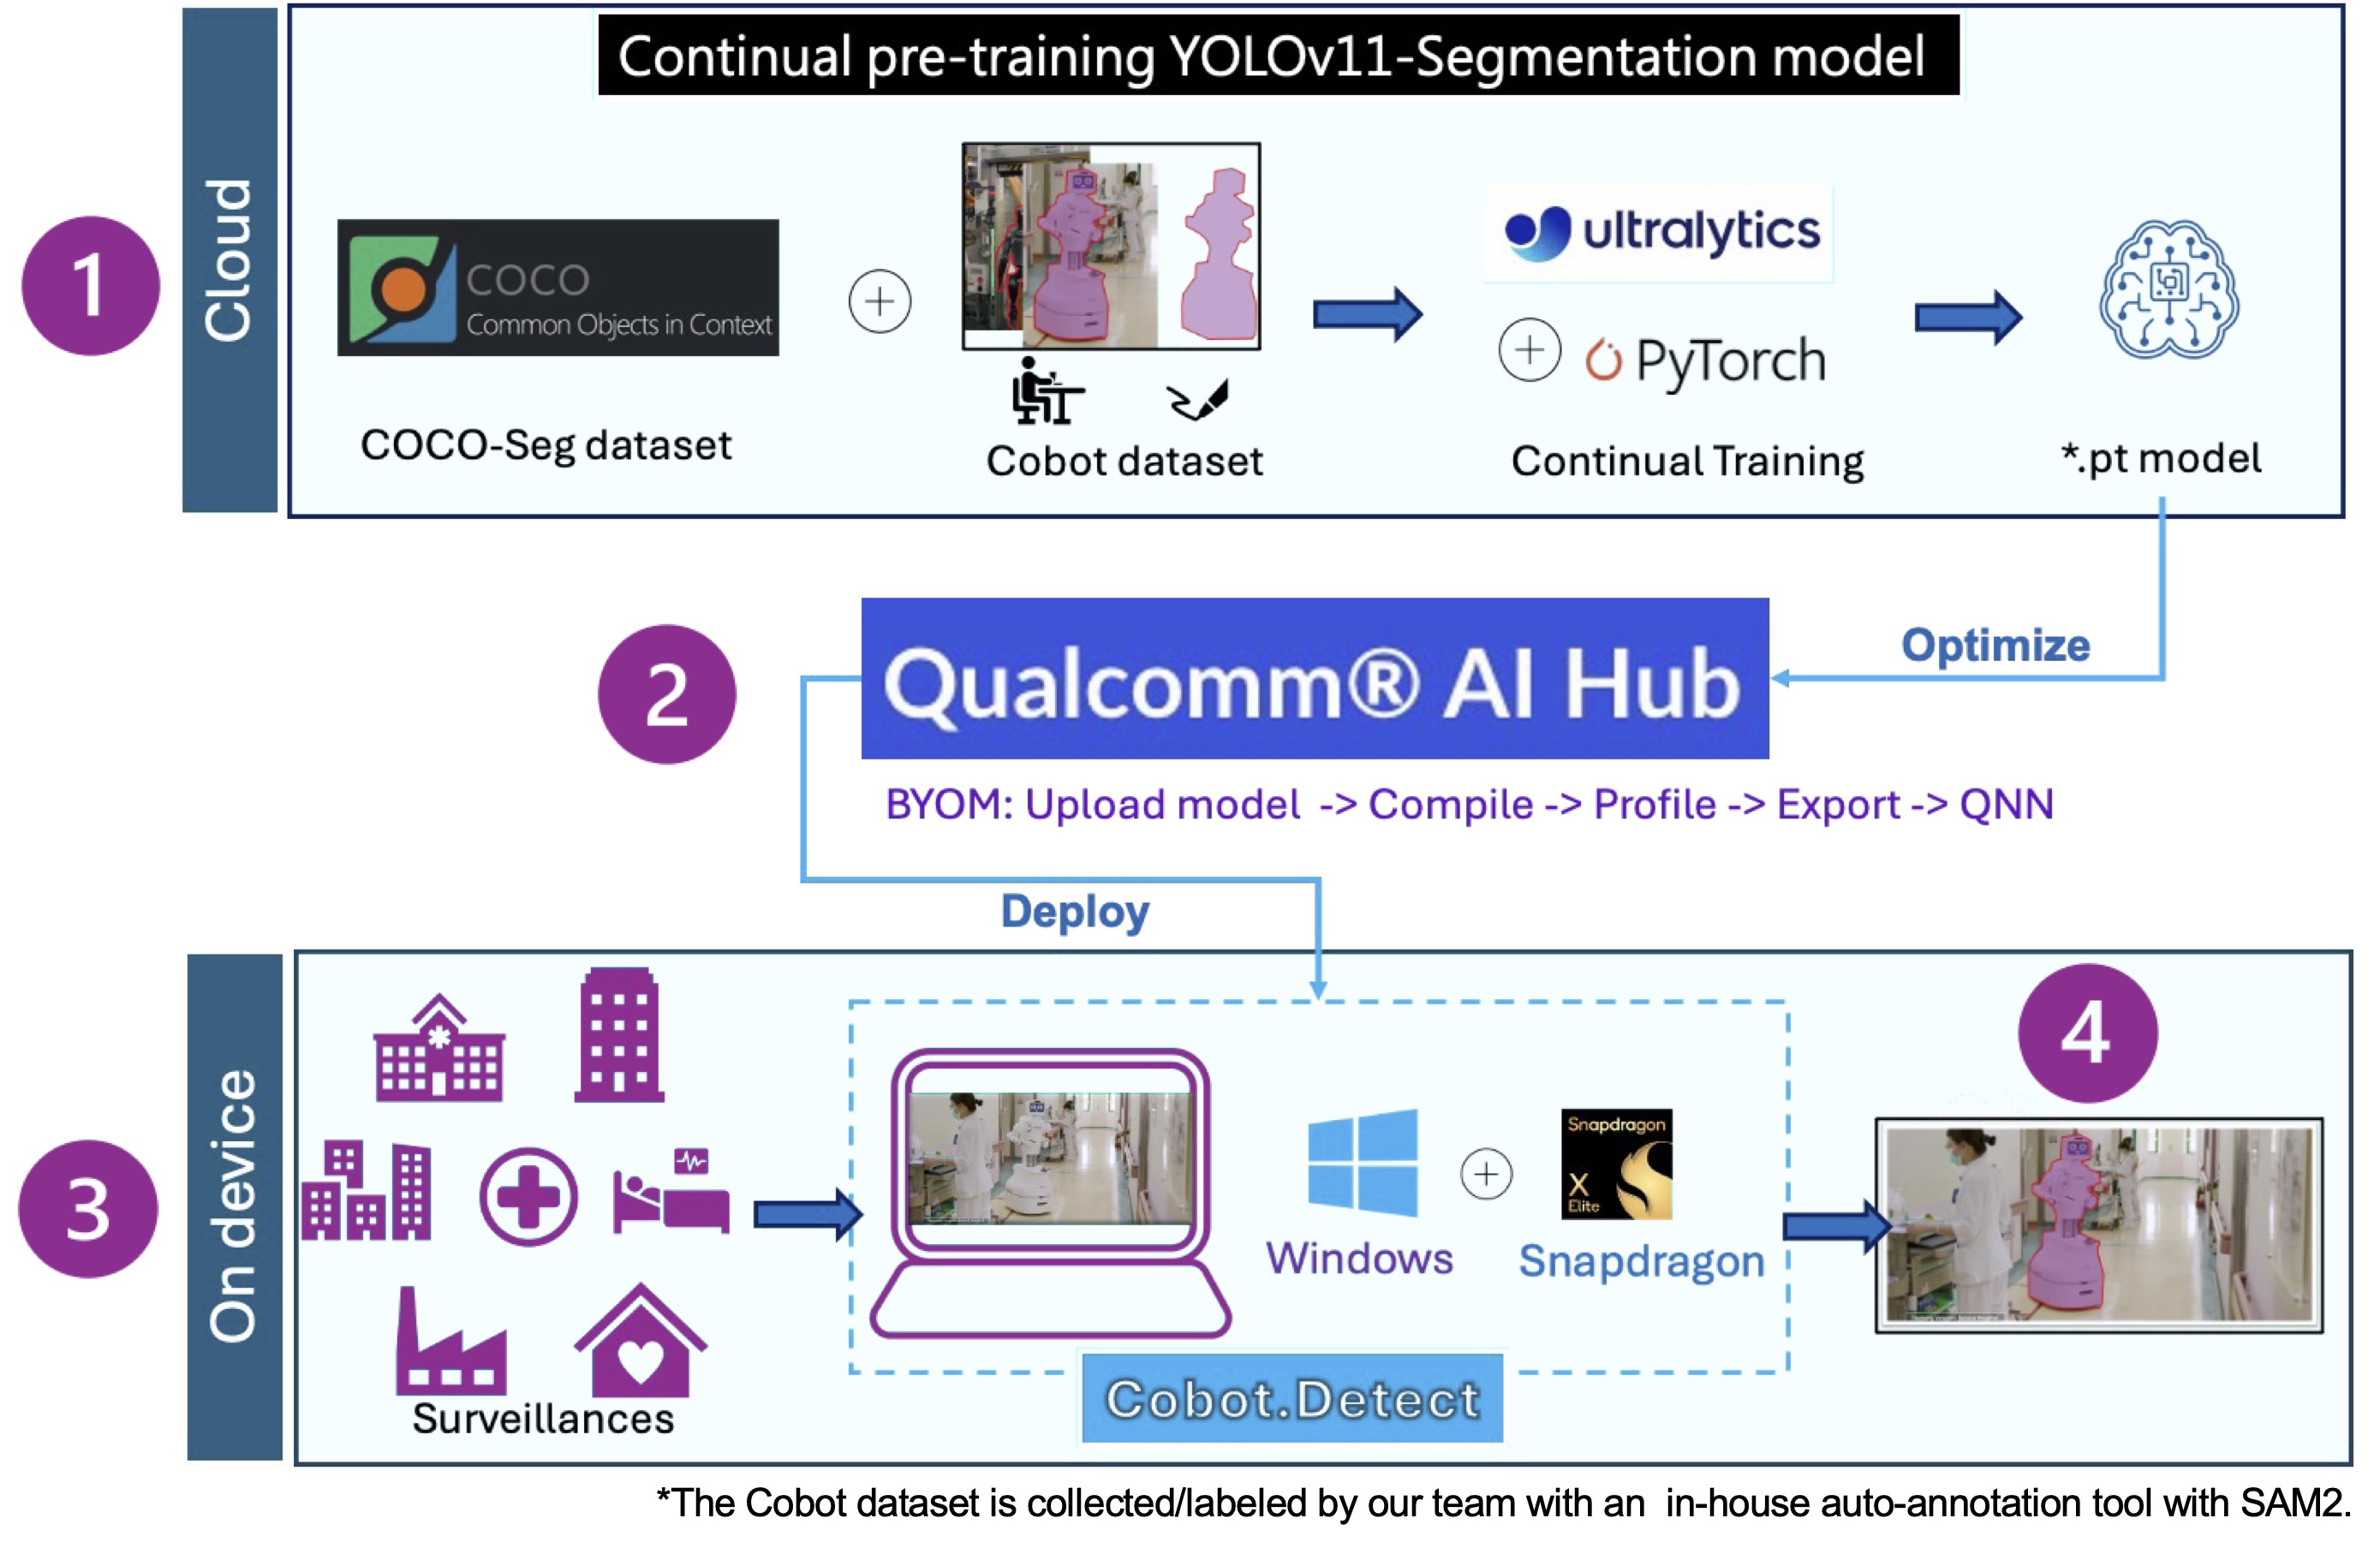 Continual pre-training YOLOv11-Segmentation model
1
Cloud
COCO
Common Objects in Context
COCO-Seg dataset
Cobot dataset
ultralytics
PyTorch
Continual Training
*.pt model
Optimize
2
Qualcomm® AI Hub
BYOM: Upload model -> Compile -> Profile -> Export -> QNN
Deploy
3
On device
Surveillances
Windows
Snapdragon
X
Elite
Snapdragon
Cobot.Detect
4
*The Cobot dataset is collected/labeled by our team with an in-house auto-annotation tool with SAM2.